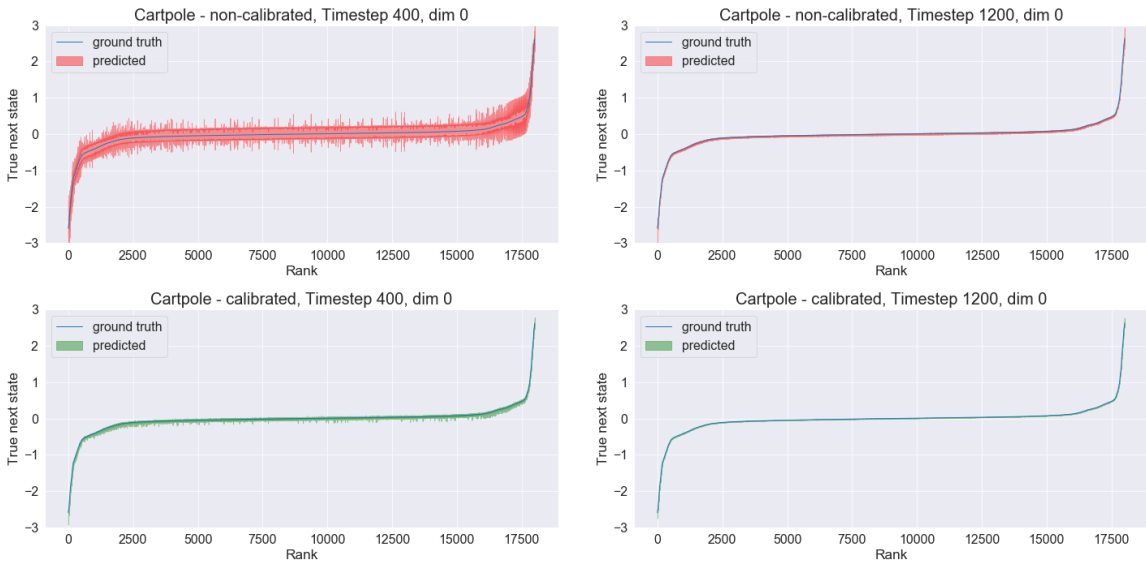 Cartpole - non-calibrated, Timestep 400, dim 0
3
2
1
0
-1
-2
-3
True next state
ground truth
predicted
0 2500 5000 7500 10000 12500 15000 17500
Rank
Cartpole - non-calibrated, Timestep 1200, dim 0
3
2
1
0
-1
-2
-3
True next state
ground truth
predicted
0 2500 5000 7500 10000 12500 15000 17500
Rank
Cartpole - calibrated, Timestep 400, dim 0
3
2
1
0
-1
-2
-3
True next state
ground truth
predicted
0 2500 5000 7500 10000 12500 15000 17500
Rank
Cartpole - calibrated, Timestep 1200, dim 0
3
2
1
0
-1
-2
-3
True next state
ground truth
predicted
0 2500 5000 7500 10000 12500 15000 17500
Rank